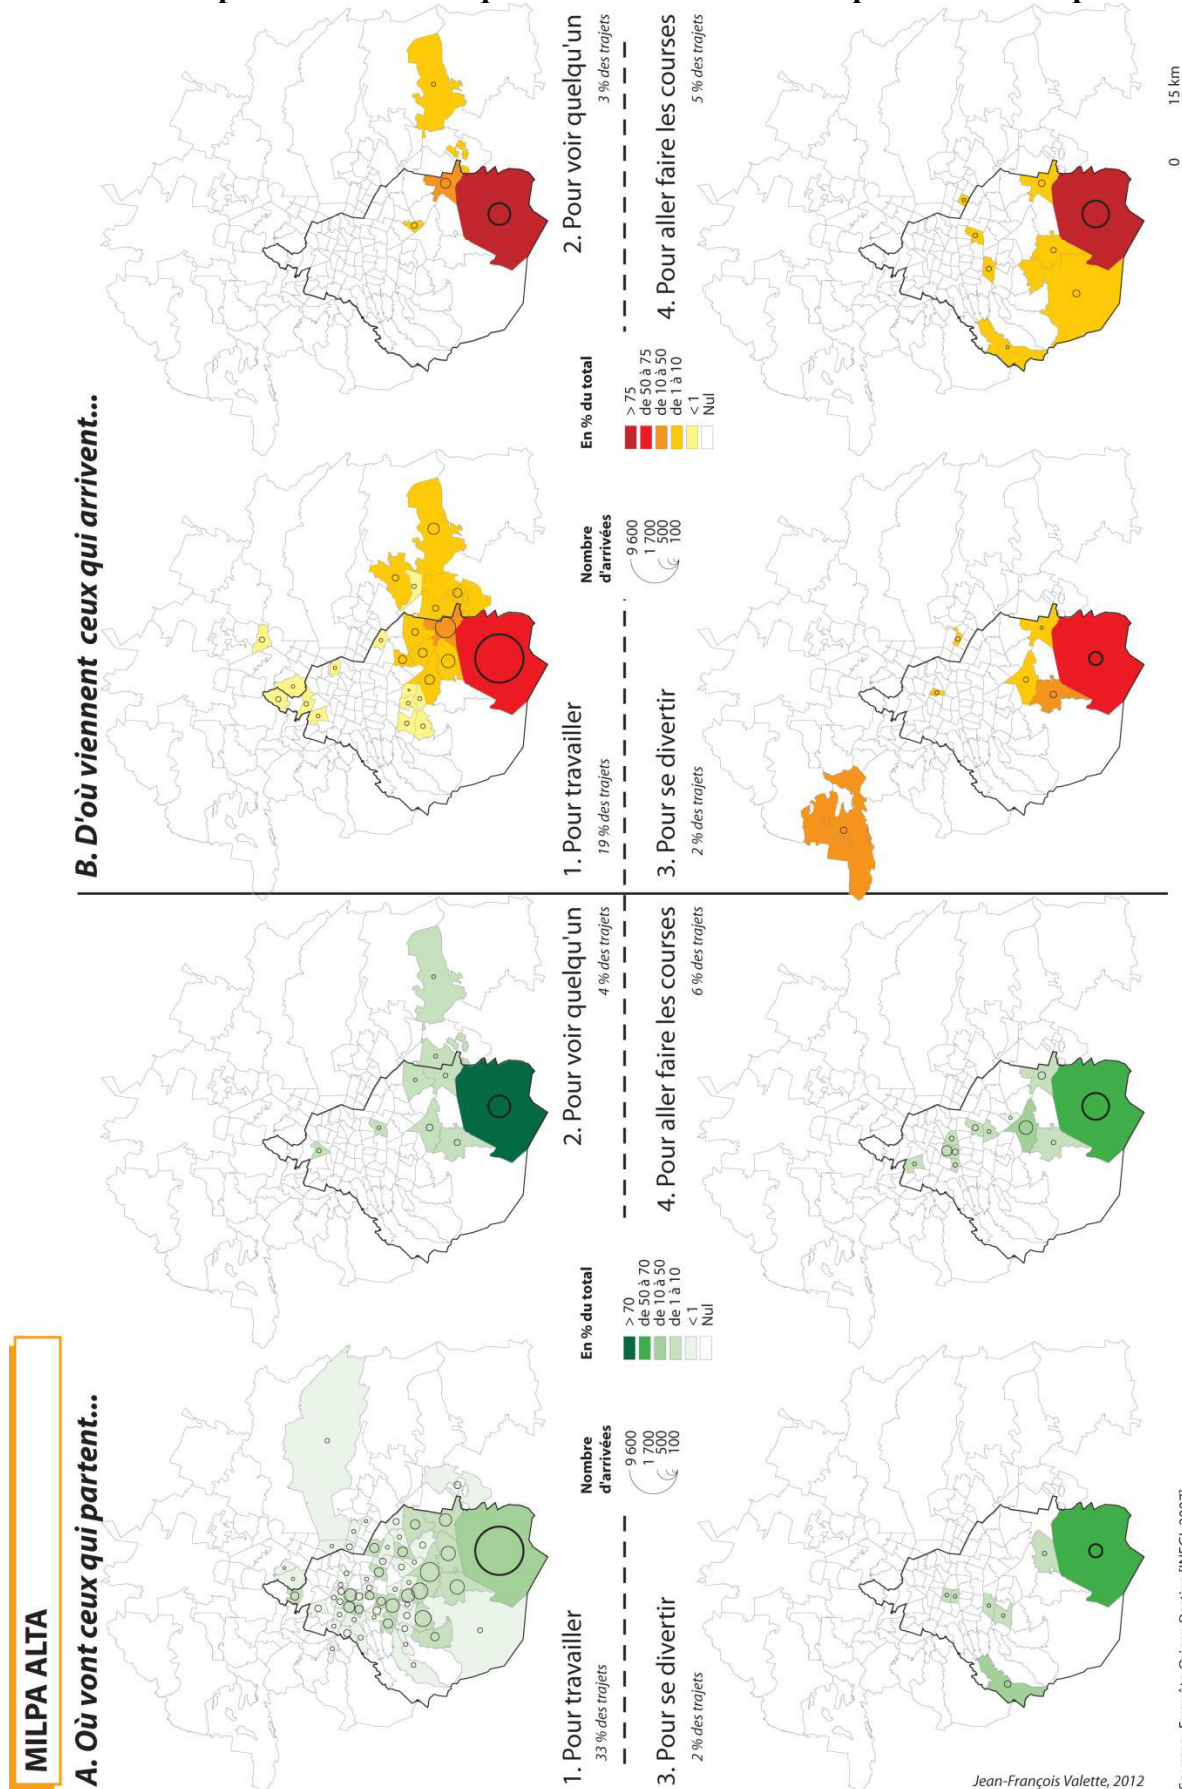 MILPA ALTA
A. Où vont ceux qui partent...
1. Pour travailler
33 % des trajets
2. Pour voir quelqu'un
4 % des trajets
Nombre
d'arrivées
9 600
1 700
500
100
En % du total
> 70
de 50 à 70
de 10 à 50
de 1 à 10
< 1
Nul
3. Pour se divertir
2 % des trajets
4. Pour aller faire les courses
6 % des trajets
B. D'où viennent ceux qui arrivent...
1. Pour travailler
19 % des trajets
2. Pour voir quelqu'un
3 % des trajets
Nombre
d'arrivées
9 600
1 700
500
100
En % du total
> 75
de 50 à 75
de 10 à 50
de 1 à 10
< 1
Nul
3. Pour se divertir
2 % des trajets
4. Pour aller faire les courses
5 % des trajets
0 15 km
Jean-François Valette, 2012